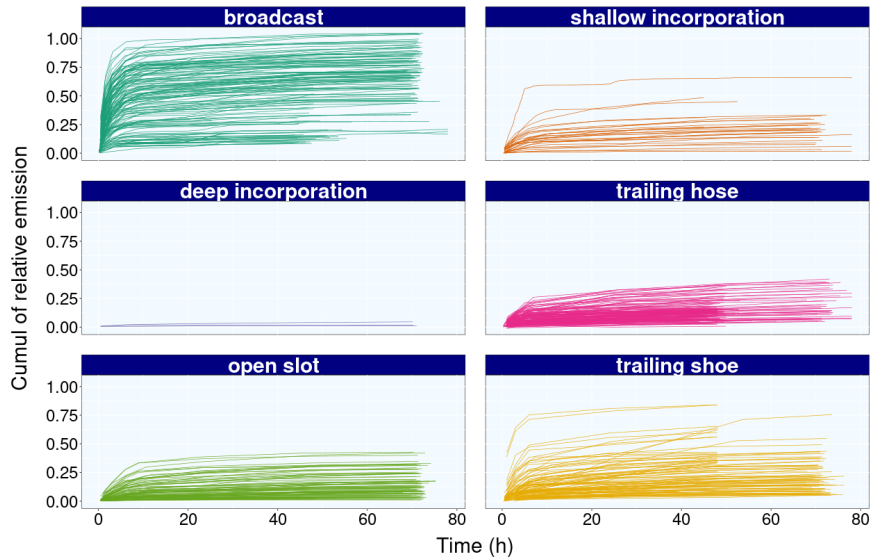 broadcast
shallow incorporation
1.00
0.75
0.50
0.25
0.00
deep incorporation
trailing hose
1.00
0.75
0.50
0.25
0.00
open slot
trailing shoe
1.00
0.75
0.50
0.25
0.00
0 20 40 60 80
0 20 40 60 80
Cumul of relative emission
Time (h)